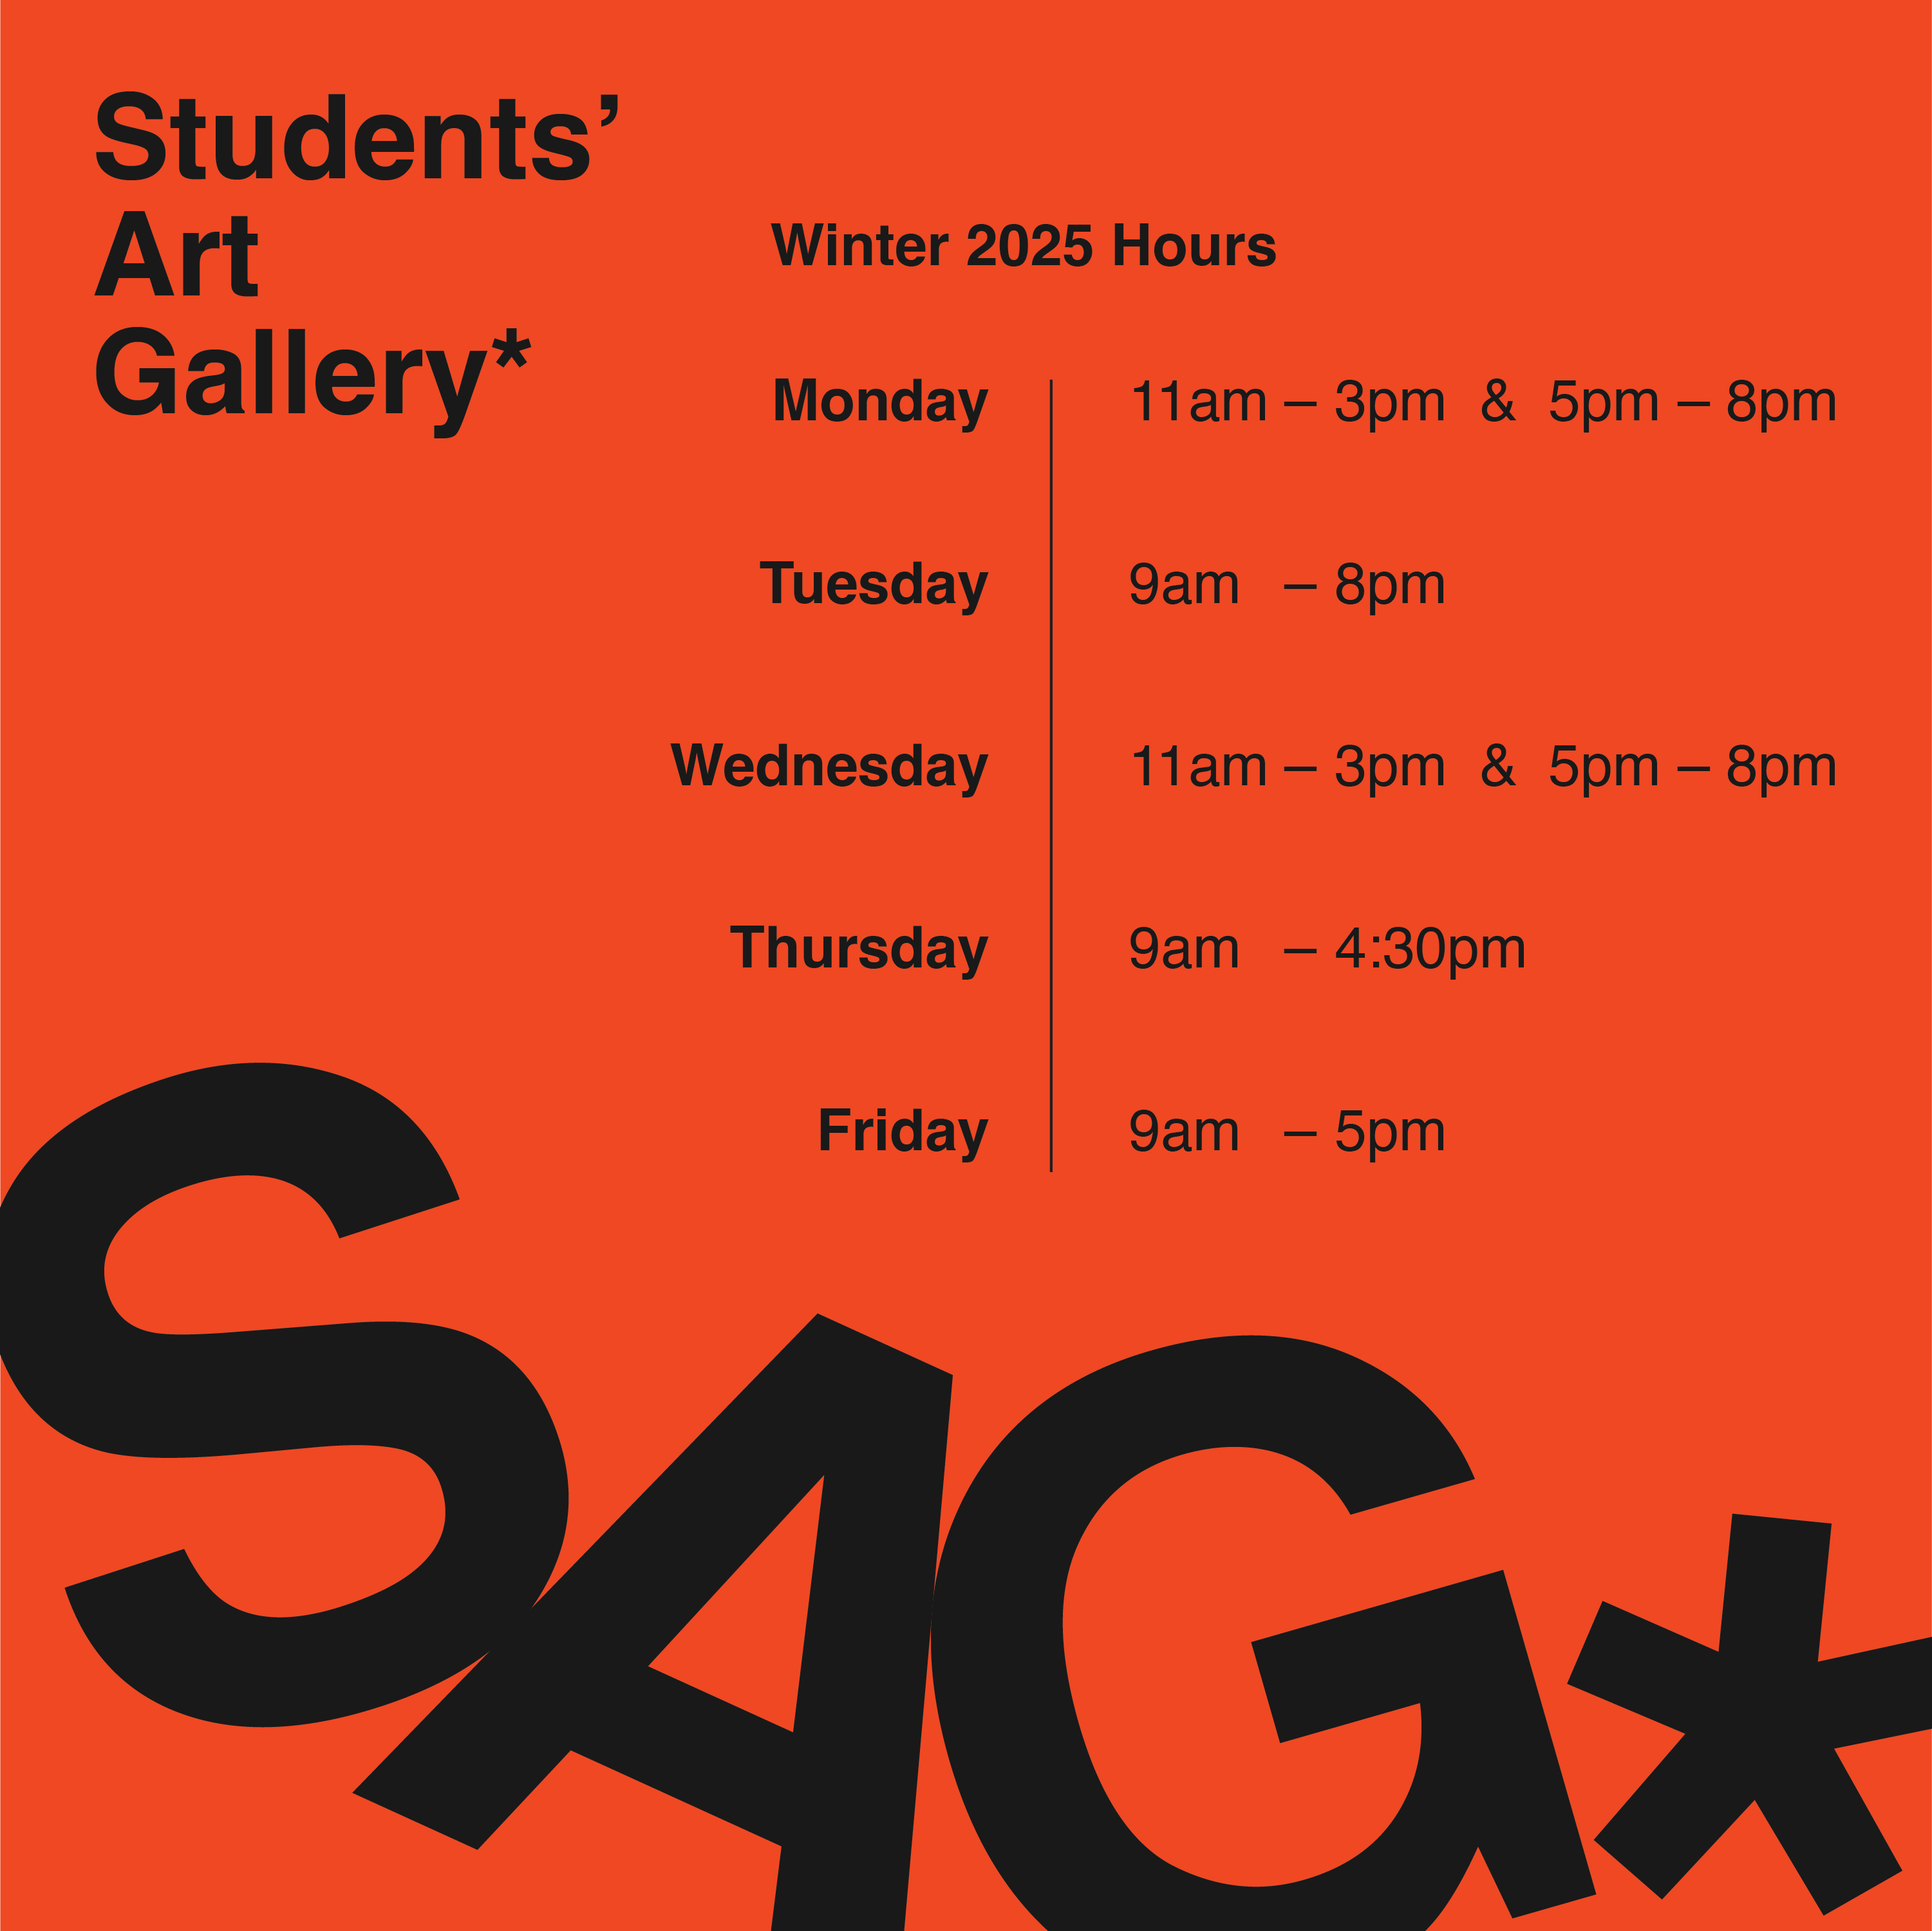 Students’
Art
Gallery*
Winter 2025 Hours
Monday 11am — 3pm & 5pm — 8pm
Tuesday 9am — 8pm
Wednesday 11am — 3pm & 5pm — 8pm
Thursday 9am — 4:30pm
Friday 9am — 5pm
SAG*